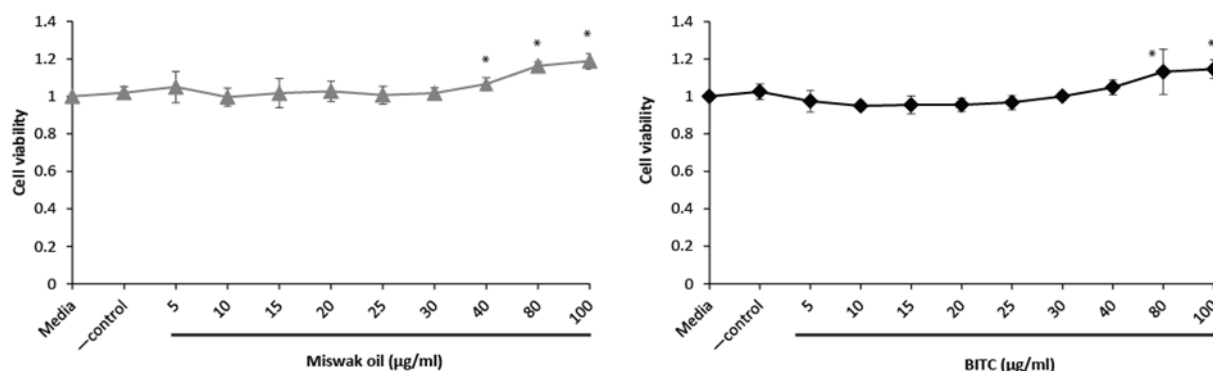 1.4
1.2
1
0.8
0.6
0.4
0.2
0
Cell viability
* * *
Media —control 5 10 15 20 25 30 40 80 100
Miswak oil (µg/ml)
1.4
1.2
1
0.8
0.6
0.4
0.2
0
Cell viability
* *
Media —control 5 10 15 20 25 30 40 80 100
BITC (µg/ml)